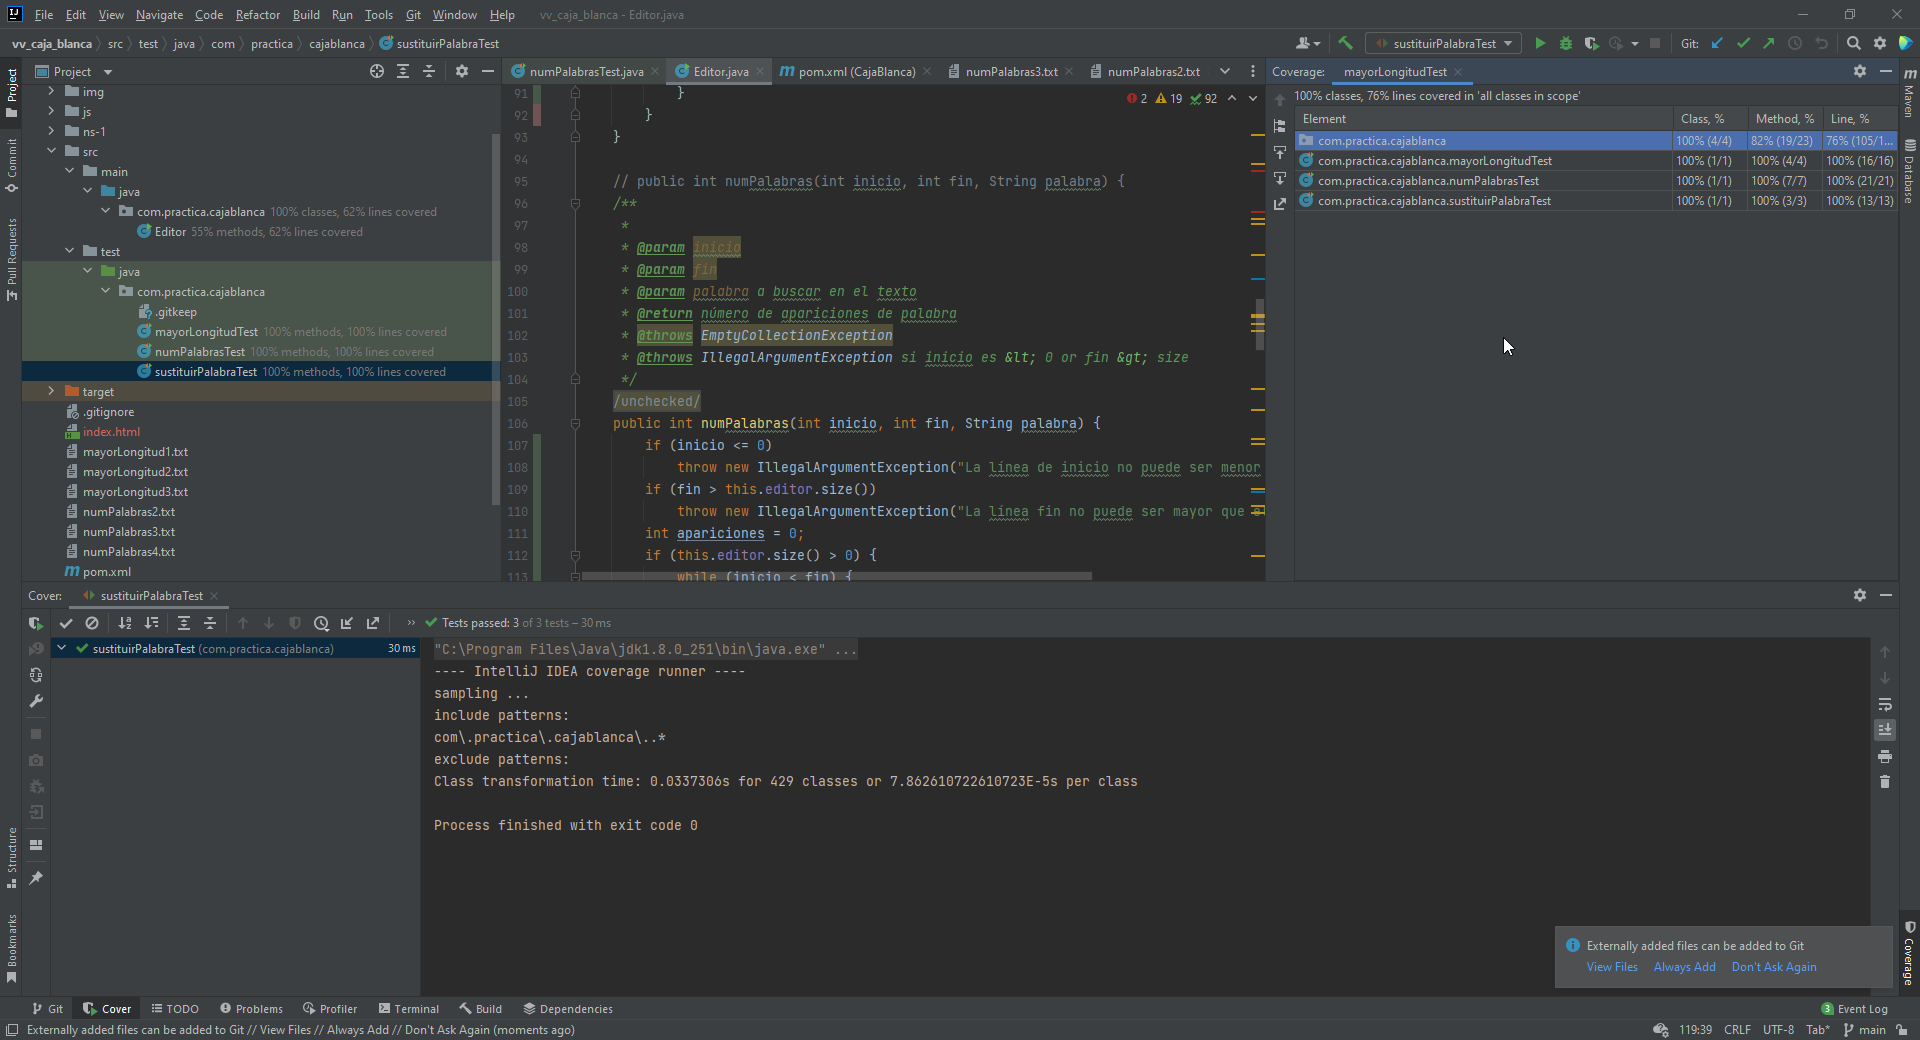 File Edit View Navigate Code Refactor Build Run Tools Git Window Help vv_caja_blanca - Editor.java
vv_caja_blanca src test java com practica cajablanca sustituirPalabraTest
sustituirPalabraTest Git:
Project
numPalabrasTest.java Editor.java pom.xml (CajaBlanca) numPalabras3.txt numPalabras2.txt
Coverage: mayorLongitudTest
Project
Commit
Pull Requests
Structure
Bookmarks
img
js
ns-1
src
main
java
com.practica.cajablanca 100% classes, 62% lines covered
Editor 55% methods, 62% lines covered
test
java
com.practica.cajablanca
.gitkeep
mayorLongitudTest 100% methods, 100% lines covered
numPalabrasTest 100% methods, 100% lines covered
sustituirPalabraTest 100% methods, 100% lines covered
target
.gitignore
index.html
mayorLongitud1.txt
mayorLongitud2.txt
mayorLongitud3.txt
numPalabras2.txt
numPalabras3.txt
numPalabras4.txt
pom.xml
2 19 92
91 }
92 }
93 }
94
95 // public int numPalabras(int inicio, int fin, String palabra) {
96 /**
97 *
98 * @param inicio
99 * @param fin
100 * @param palabra a buscar en el texto
101 * @return número de apariciones de palabra
102 * @throws EmptyCollectionException
103 * @throws IllegalArgumentException si inicio es &lt; 0 or fin &gt; size
104 */
105 /unchecked/
106 public int numPalabras(int inicio, int fin, String palabra) {
107 if (inicio <= 0)
108 throw new IllegalArgumentException("La línea de inicio no puede ser menor
109 if (fin > this.editor.size())
110 throw new IllegalArgumentException("La línea fin no puede ser mayor que e
111 int apariciones = 0;
112 if (this.editor.size() > 0) {
113 while (inicio < fin) {
100% classes, 76% lines covered in 'all classes in scope'
Element Class, % Method, % Line, %
com.practica.cajablanca 100% (4/4) 82% (19/23) 76% (105/1...
com.practica.cajablanca.mayorLongitudTest 100% (1/1) 100% (4/4) 100% (16/16)
com.practica.cajablanca.numPalabrasTest 100% (1/1) 100% (7/7) 100% (21/21)
com.practica.cajablanca.sustituirPalabraTest 100% (1/1) 100% (3/3) 100% (13/13)
Maven
Database
Coverage
Cover: sustituirPalabraTest
Tests passed: 3 of 3 tests – 30 ms
sustituirPalabraTest (com.practica.cajablanca) 30 ms
"C:\Program Files\Java\jdk1.8.0_251\bin\java.exe" ...
---- IntelliJ IDEA coverage runner ----
sampling ...
include patterns:
com\.practica\.cajablanca\..*
exclude patterns:
Class transformation time: 0.0337306s for 429 classes or 7.862610722610723E-5s per class
Process finished with exit code 0
Externally added files can be added to Git
View Files Always Add Don't Ask Again
Git Cover TODO Problems Profiler Terminal Build Dependencies 3 Event Log
Externally added files can be added to Git // View Files // Always Add // Don't Ask Again (moments ago) 119:39 CRLF UTF-8 Tab* main